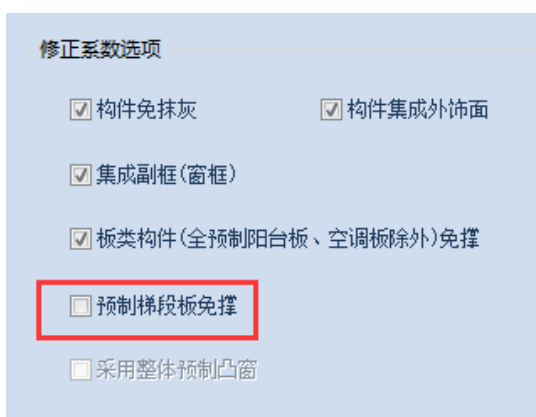 修正系数选项
构件免抹灰 构件集成外饰面
集成副框(窗框)
板类构件(全预制阳台板、空调板除外)免撑
预制梯段板免撑
采用整体预制凸窗